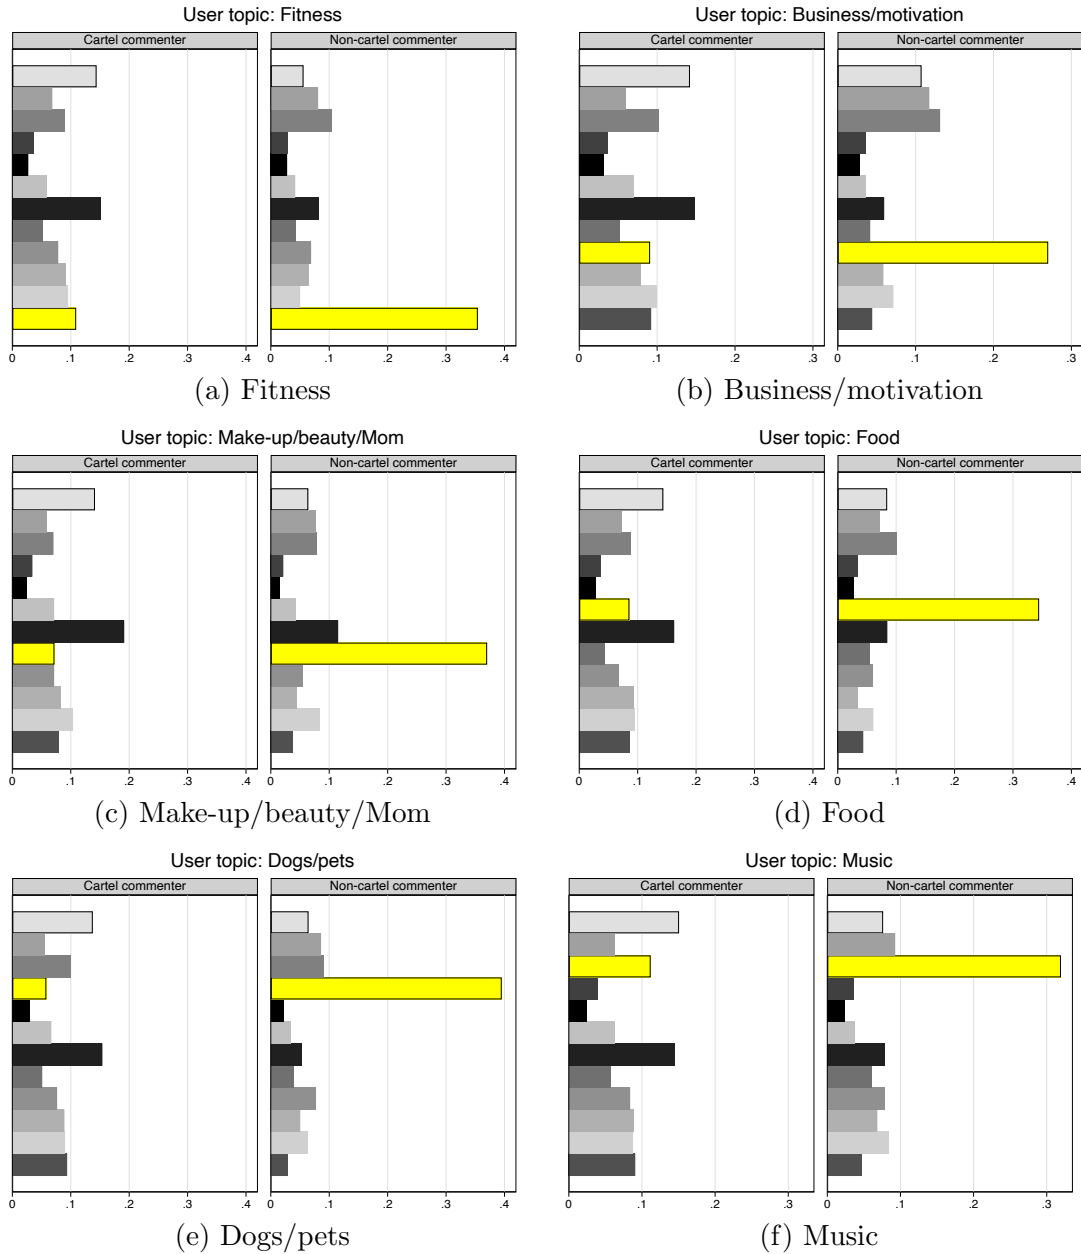 User topic: Fitness
Cartel commenter
Non-cartel commenter
0 .1 .2 .3 .4
0 .1 .2 .3 .4
(a) Fitness
User topic: Business/motivation
Cartel commenter
Non-cartel commenter
0 .1 .2 .3
0 .1 .2 .3
(b) Business/motivation
User topic: Make-up/beauty/Mom
Cartel commenter
Non-cartel commenter
0 .1 .2 .3 .4
0 .1 .2 .3 .4
(c) Make-up/beauty/Mom
User topic: Food
Cartel commenter
Non-cartel commenter
0 .1 .2 .3 .4
0 .1 .2 .3 .4
(d) Food
User topic: Dogs/pets
Cartel commenter
Non-cartel commenter
0 .1 .2 .3 .4
0 .1 .2 .3 .4
(e) Dogs/pets
User topic: Music
Cartel commenter
Non-cartel commenter
0 .1 .2 .3
0 .1 .2 .3
(f) Music